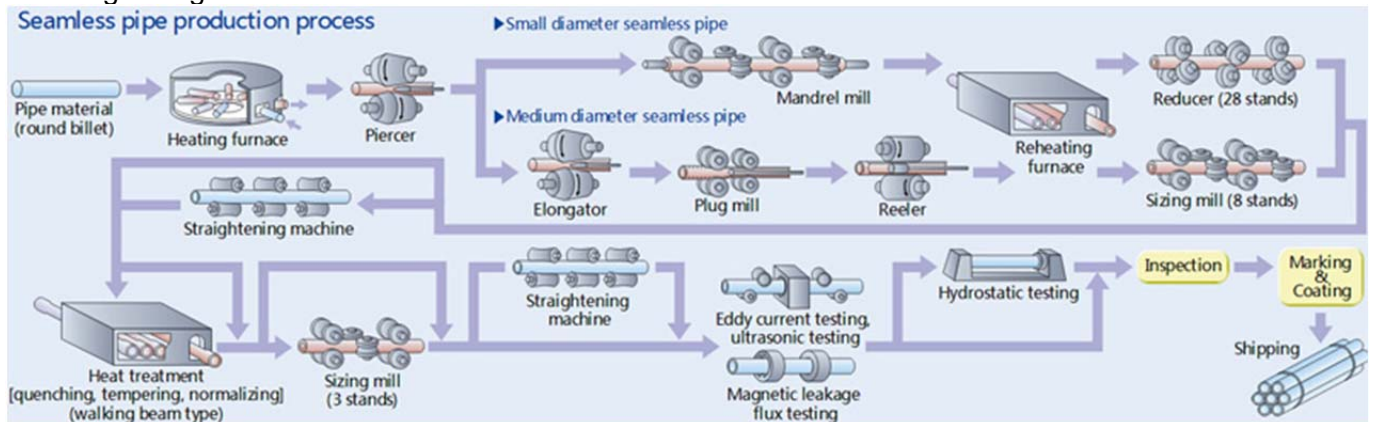 Seamless pipe production process
▶Small diameter seamless pipe
Pipe material
(round billet)
Heating furnace
Piercer
Mandrel mill
▶Medium diameter seamless pipe
Elongator
Plug mill
Reeler
Reheating
furnace
Reducer (28 stands)
Sizing mill (8 stands)
Straightening machine
Heat treatment
[quenching, tempering, normalizing]
(walking beam type)
Sizing mill
(3 stands)
Straightening
machine
Eddy current testing,
ultrasonic testing
Magnetic leakage
flux testing
Hydrostatic testing
Inspection
Marking
&
Coating
Shipping